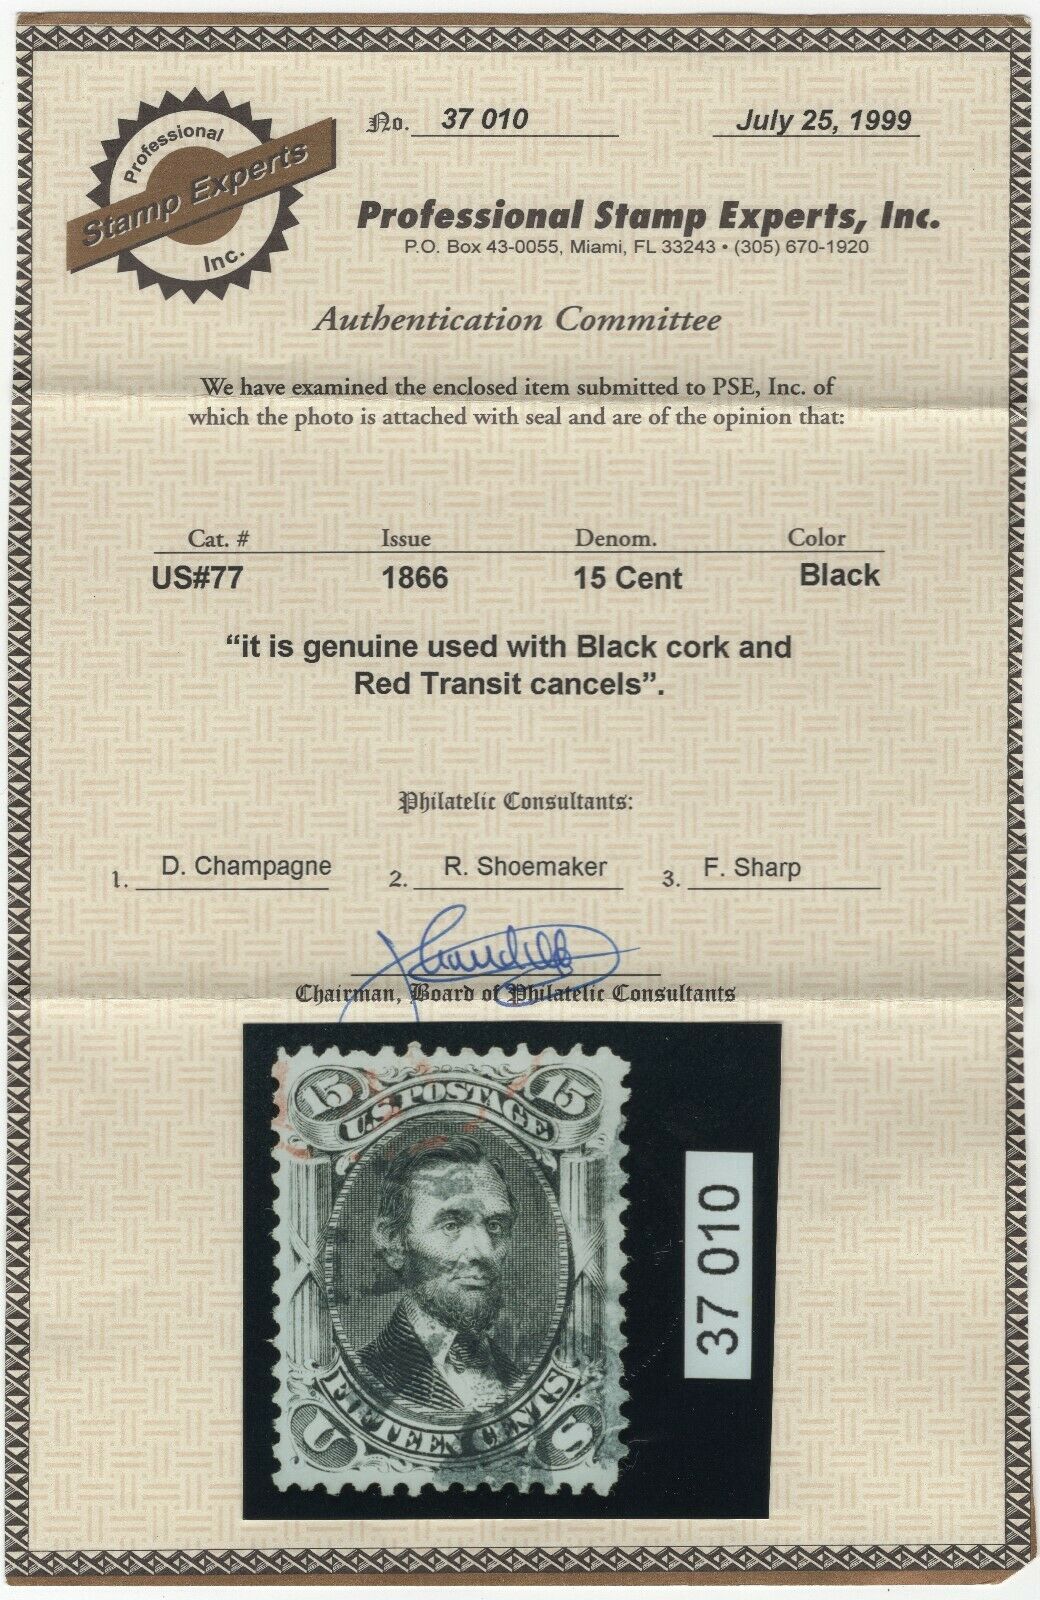 Professional
Stamp Experts
Inc.
No. 37 010 July 25, 1999
Professional Stamp Experts, Inc.
P.O. Box 43-0055, Miami, FL 33243 • (305) 670-1920
Authentication Committee
We have examined the enclosed item submitted to PSE, Inc. of
which the photo is attached with seal and are of the opinion that:
Cat. # Issue Denom. Color
US#77 1866 15 Cent Black
“it is genuine used with Black cork and
Red Transit cancels”.
Philatelic Consultants:
1. D. Champagne 2. R. Shoemaker 3. F. Sharp
Chairman, Board of Philatelic Consultants
15 15
U.S. POSTAGE
FIFTEEN CENTS
U S
37 010